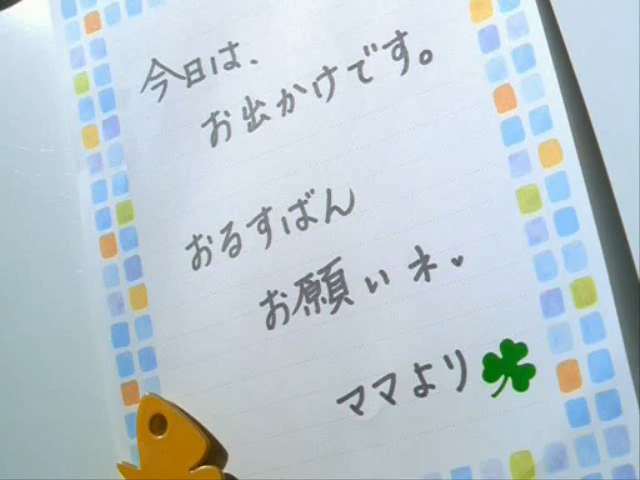 今日は、
お出かけです。
おるすばん
お願いネ。
ママより